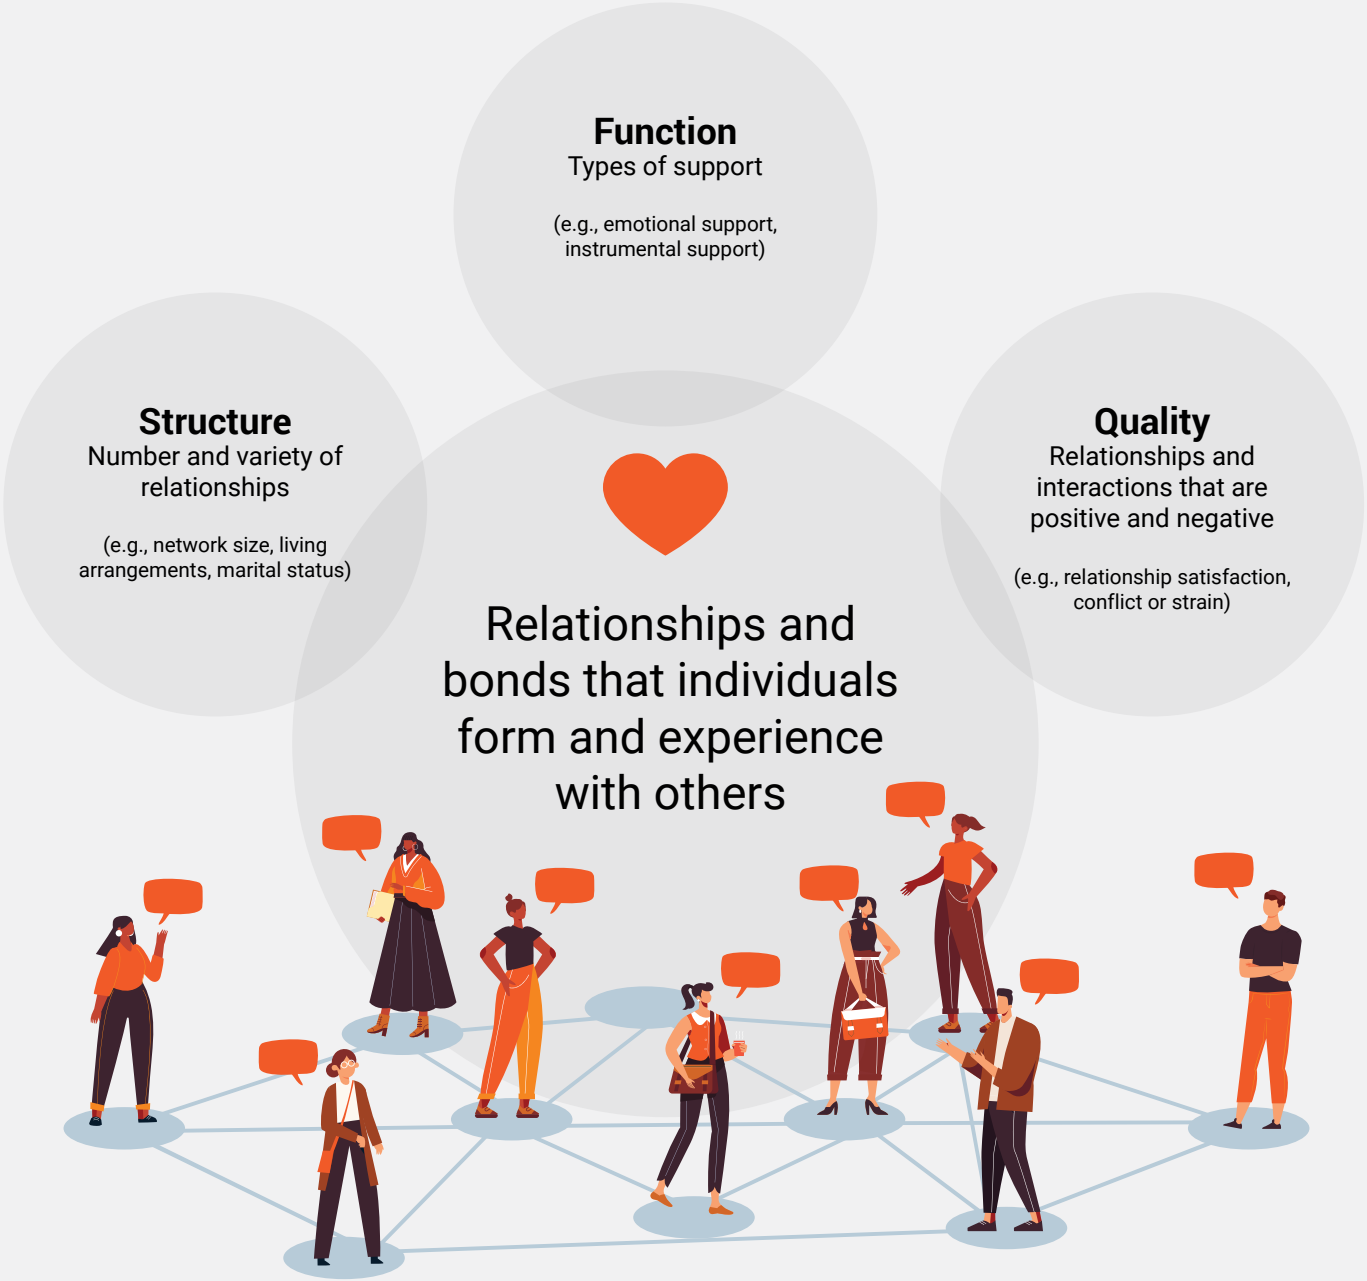 Function
Types of support
(e.g., emotional support,
instrumental support)
Structure
Number and variety of
relationships
(e.g., network size, living
arrangements, marital status)
Quality
Relationships and
interactions that are
positive and negative
(e.g., relationship satisfaction,
conflict or strain)
Relationships and
bonds that individuals
form and experience
with others